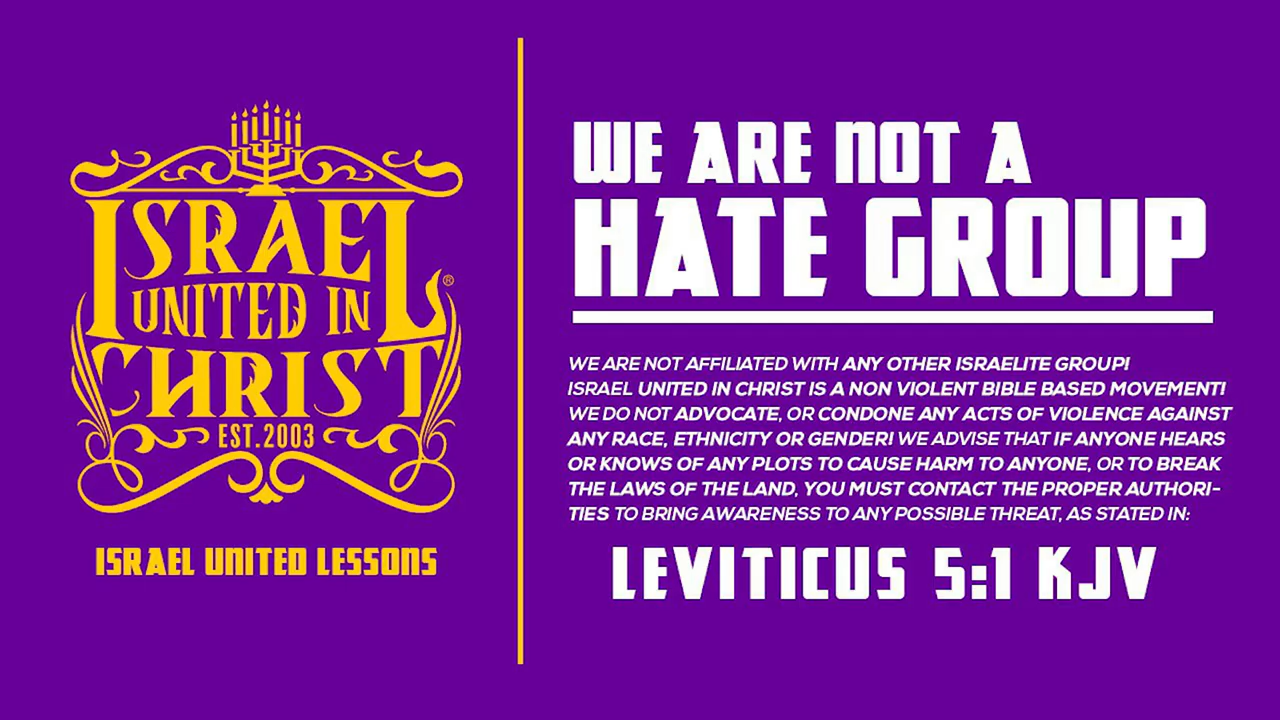 ISRAEL
UNITED IN
CHRIST
®
EST.2003
ISRAEL UNITED LESSONS
WE ARE NOT A
HATE GROUP
WE ARE NOT AFFILIATED WITH ANY OTHER ISRAELITE GROUP!
ISRAEL UNITED IN CHRIST IS A NON VIOLENT BIBLE BASED MOVEMENT!
WE DO NOT ADVOCATE, OR CONDONE ANY ACTS OF VIOLENCE AGAINST
ANY RACE, ETHNICITY OR GENDER! WE ADVISE THAT IF ANYONE HEARS
OR KNOWS OF ANY PLOTS TO CAUSE HARM TO ANYONE, OR TO BREAK
THE LAWS OF THE LAND, YOU MUST CONTACT THE PROPER AUTHORI-
TIES TO BRING AWARENESS TO ANY POSSIBLE THREAT, AS STATED IN:
LEVITICUS 5:1 KJV